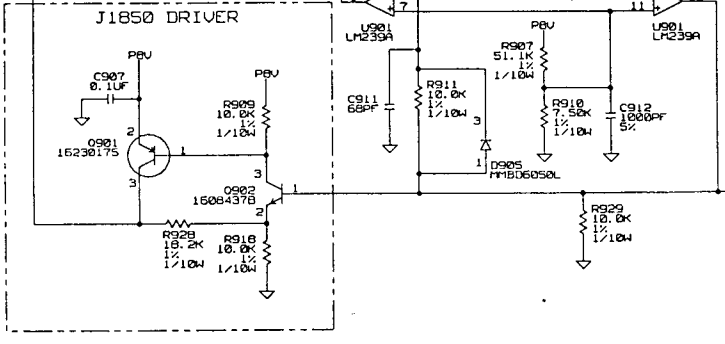 J1850 DRIVER
P8V
C907
0.1UF
P8V
R909
10.0K
1%
1/10W
2
Q901
16230175
1
3
3
Q902
16084378
1
2
R928
18.2K
1%
1/10W
R918
10.0K
1%
1/10W
7
U901
LM239A
11
U901
LM239A
P8V
R907
51.1K
1%
1/10W
C911
68PF
R911
10.0K
1%
1/10W
3
1
D905
MMBD6050L
R910
7.50K
1%
1/10W
C912
1000PF
5%
R929
10.0K
1%
1/10W